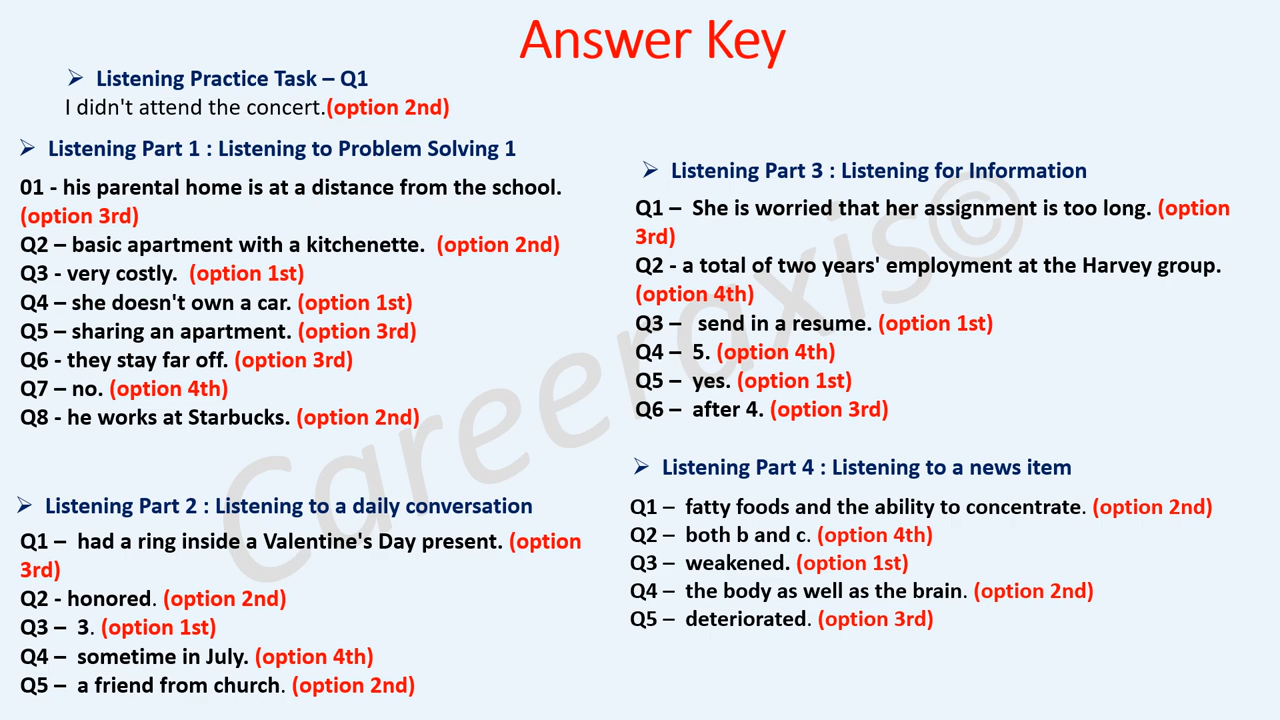 Answer Key
➢ Listening Practice Task – Q1
I didn't attend the concert.(option 2nd)
➢ Listening Part 1 : Listening to Problem Solving 1
01 - his parental home is at a distance from the school.
(option 3rd)
Q2 – basic apartment with a kitchenette. (option 2nd)
Q3 - very costly. (option 1st)
Q4 – she doesn't own a car. (option 1st)
Q5 – sharing an apartment. (option 3rd)
Q6 - they stay far off. (option 3rd)
Q7 – no. (option 4th)
Q8 - he works at Starbucks. (option 2nd)
➢ Listening Part 2 : Listening to a daily conversation
Q1 – had a ring inside a Valentine's Day present. (option
3rd)
Q2 - honored. (option 2nd)
Q3 – 3. (option 1st)
Q4 – sometime in July. (option 4th)
Q5 – a friend from church. (option 2nd)
➢ Listening Part 3 : Listening for Information
Q1 – She is worried that her assignment is too long. (option
3rd)
Q2 - a total of two years' employment at the Harvey group.
(option 4th)
Q3 – send in a resume. (option 1st)
Q4 – 5. (option 4th)
Q5 – yes. (option 1st)
Q6 – after 4. (option 3rd)
➢ Listening Part 4 : Listening to a news item
Q1 – fatty foods and the ability to concentrate. (option 2nd)
Q2 – both b and c. (option 4th)
Q3 – weakened. (option 1st)
Q4 – the body as well as the brain. (option 2nd)
Q5 – deteriorated. (option 3rd)
Careeraxis©